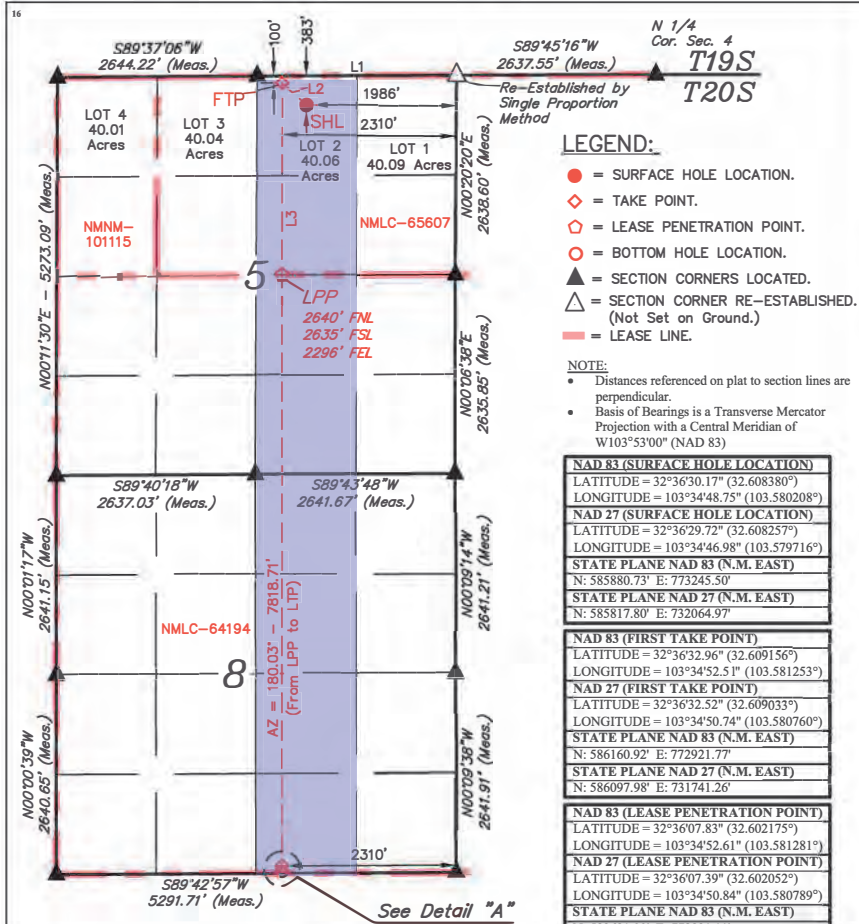 16
S89°37'06"W
2644.22' (Meas.)
100'
383'
L1
S89°45'16"W
2637.55' (Meas.)
N 1/4
Cor. Sec. 4
T19S
T20S
Re-Established by
Single Proportion
Method
FTP
L2
1986'
SHL
2310'
LOT 4
40.01
Acres
LOT 3
40.04
Acres
LOT 2
40.06
Acres
LOT 1
40.09 Acres
N00°20'20"E
2638.60' (Meas.)
N00°11'30"E - 5273.09' (Meas.)
NMNM-
101115
L3
NMLC-65607
5
LPP
2640' FNL
2635' FSL
2296' FEL
N00°06'38"E
2635.85' (Meas.)
S89°40'18"W
2637.03' (Meas.)
S89°43'48"W
2641.67' (Meas.)
N00°01'17"W
2641.15' (Meas.)
N00°09'14"W
2641.21' (Meas.)
NMLC-64194
8
AZ = 180.03° - 7818.71'
(From LPP to LTP)
N00°00'39"W
2640.65' (Meas.)
N00°09'38"W
2641.91' (Meas.)
2310'
S89°42'57"W
5291.71' (Meas.)
See Detail "A"
LEGEND:
= SURFACE HOLE LOCATION.
= TAKE POINT.
= LEASE PENETRATION POINT.
= BOTTOM HOLE LOCATION.
= SECTION CORNERS LOCATED.
= SECTION CORNER RE-ESTABLISHED.
(Not Set on Ground.)
= LEASE LINE.
NOTE:
• Distances referenced on plat to section lines are
perpendicular.
• Basis of Bearings is a Transverse Mercator
Projection with a Central Meridian of
W103°53'00" (NAD 83)
NAD 83 (SURFACE HOLE LOCATION)
LATITUDE = 32°36'30.17" (32.608380°)
LONGITUDE = 103°34'48.75" (103.580208°)
NAD 27 (SURFACE HOLE LOCATION)
LATITUDE = 32°36'29.72" (32.608257°)
LONGITUDE = 103°34'46.98" (103.579716°)
STATE PLANE NAD 83 (N.M. EAST)
N: 585880.73' E: 773245.50'
STATE PLANE NAD 27 (N.M. EAST)
N: 585817.80' E: 732064.97'
NAD 83 (FIRST TAKE POINT)
LATITUDE = 32°36'32.96" (32.609156°)
LONGITUDE = 103°34'52.51" (103.581253°)
NAD 27 (FIRST TAKE POINT)
LATITUDE = 32°36'32.52" (32.609033°)
LONGITUDE = 103°34'50.74" (103.580760°)
STATE PLANE NAD 83 (N.M. EAST)
N: 586160.92' E: 772921.77'
STATE PLANE NAD 27 (N.M. EAST)
N: 586097.98' E: 731741.26'
NAD 83 (LEASE PENETRATION POINT)
LATITUDE = 32°36'07.83" (32.602175°)
LONGITUDE = 103°34'52.61" (103.581281°)
NAD 27 (LEASE PENETRATION POINT)
LATITUDE = 32°36'07.39" (32.602052°)
LONGITUDE = 103°34'50.84" (103.580789°)
STATE PLANE NAD 83 (N.M. EAST)